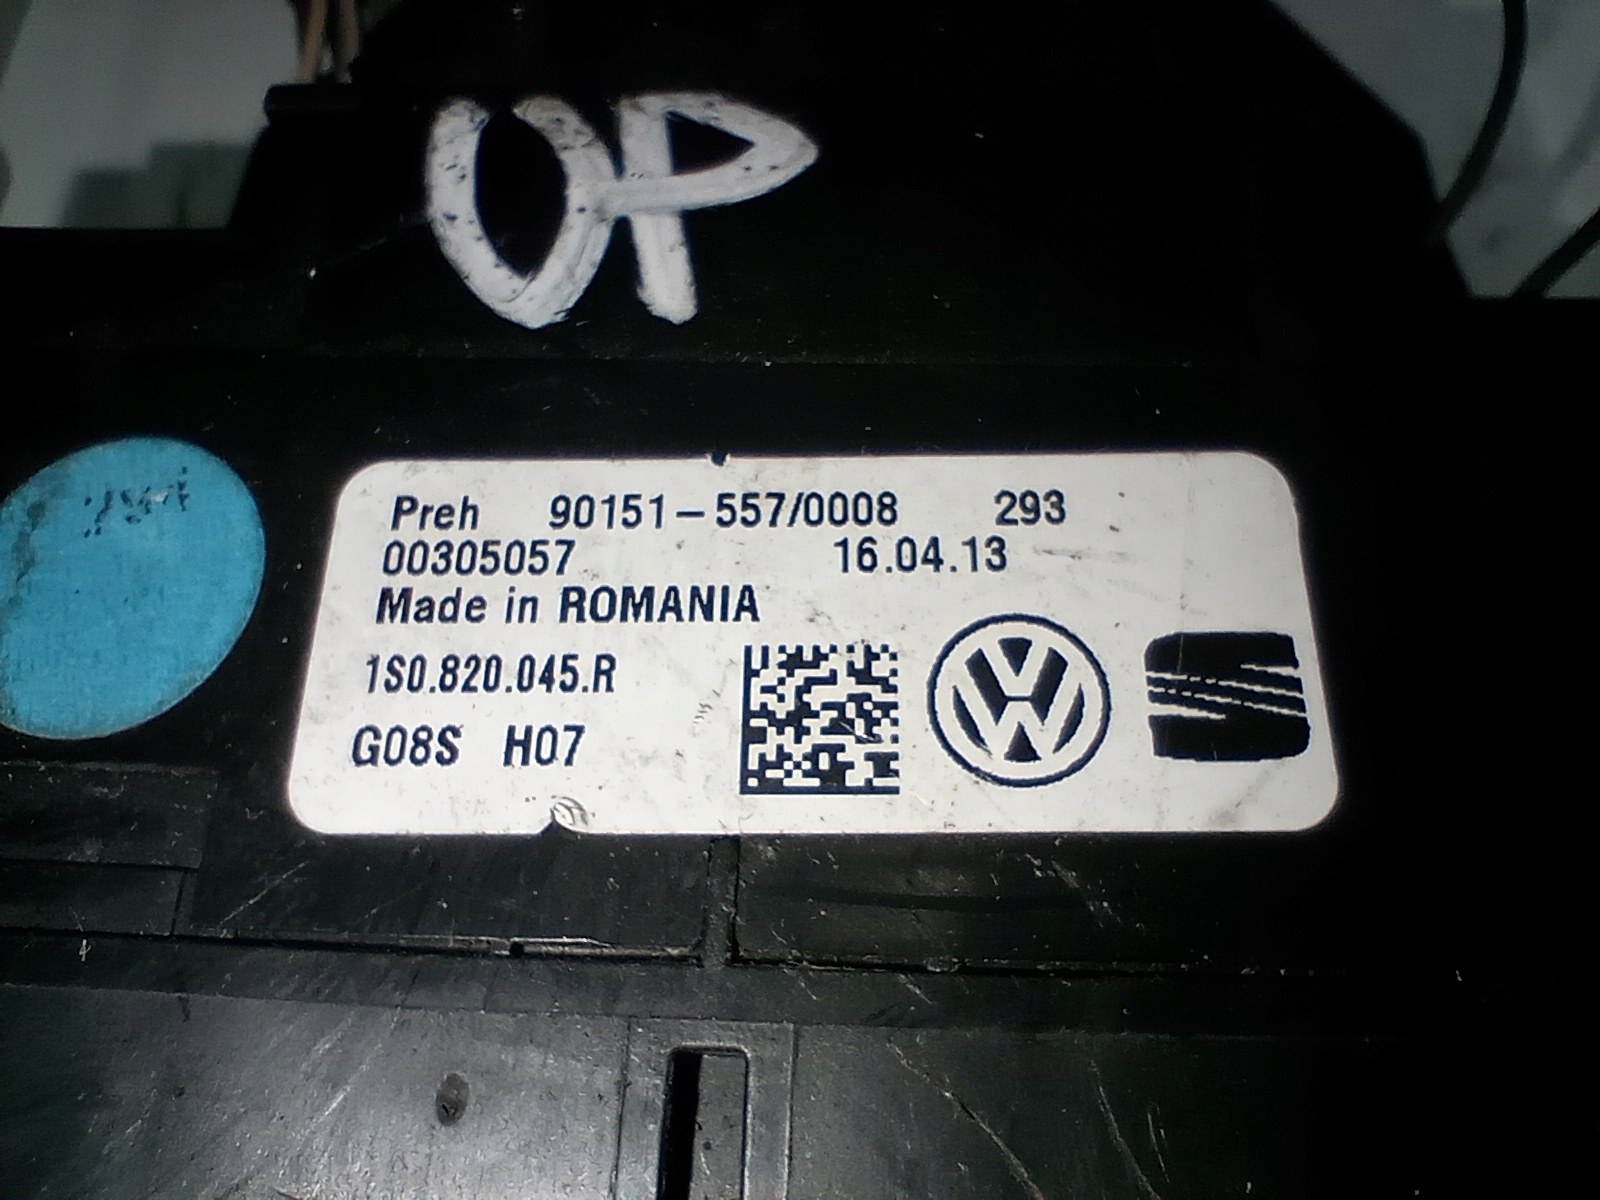 OP
Preh 90151-557/0008 293
00305057 16.04.13
Made in ROMANIA
1S0.820.045.R
G08S H07